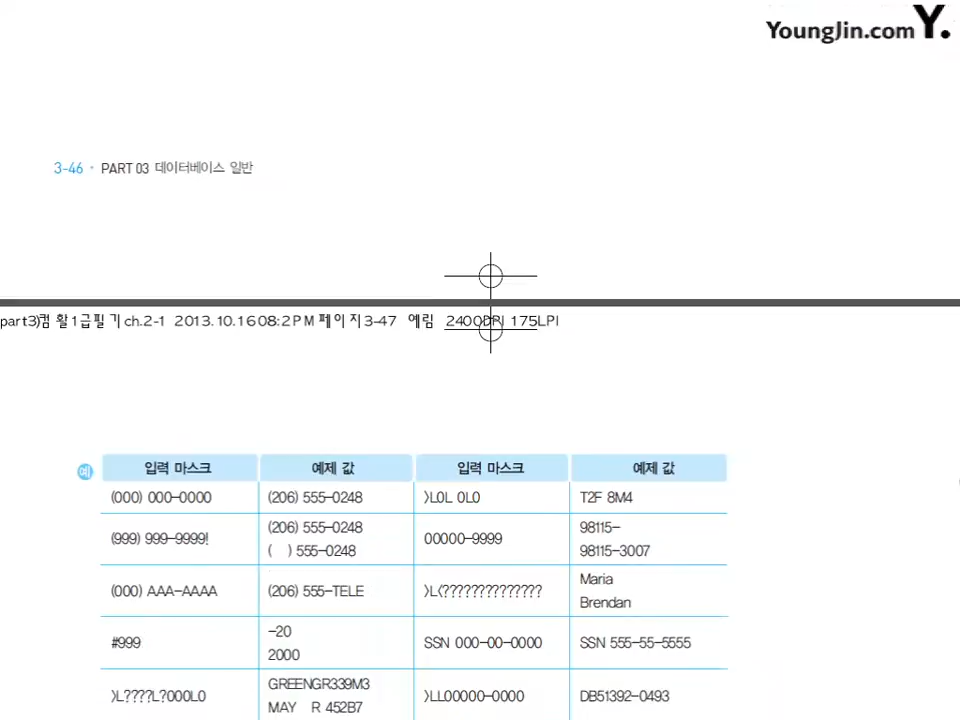 YoungJin.com Y.
3-46 • PART 03 데이터베이스 일반
part3)컴활1급필기ch.2-1 2013.10.1608:2PM페이지3-47 예림 2400DPI 175LPI
예
입력 마스크 예제 값 입력 마스크 예제 값
(000) 000-0000 (206) 555-0248 >L0L 0L0 T2F 8M4
(999) 999-9999! (206) 555-0248 00000-9999 98115-
( ) 555-0248 98115-3007
(000) AAA-AAAA (206) 555-TELE >L<?????????????? Maria
Brendan
#999 -20 SSN 000-00-0000 SSN 555-55-5555
2000
>L????L?000L0 GREENGR339M3 >LL00000-0000 DB51392-0493
MAY R 452B7